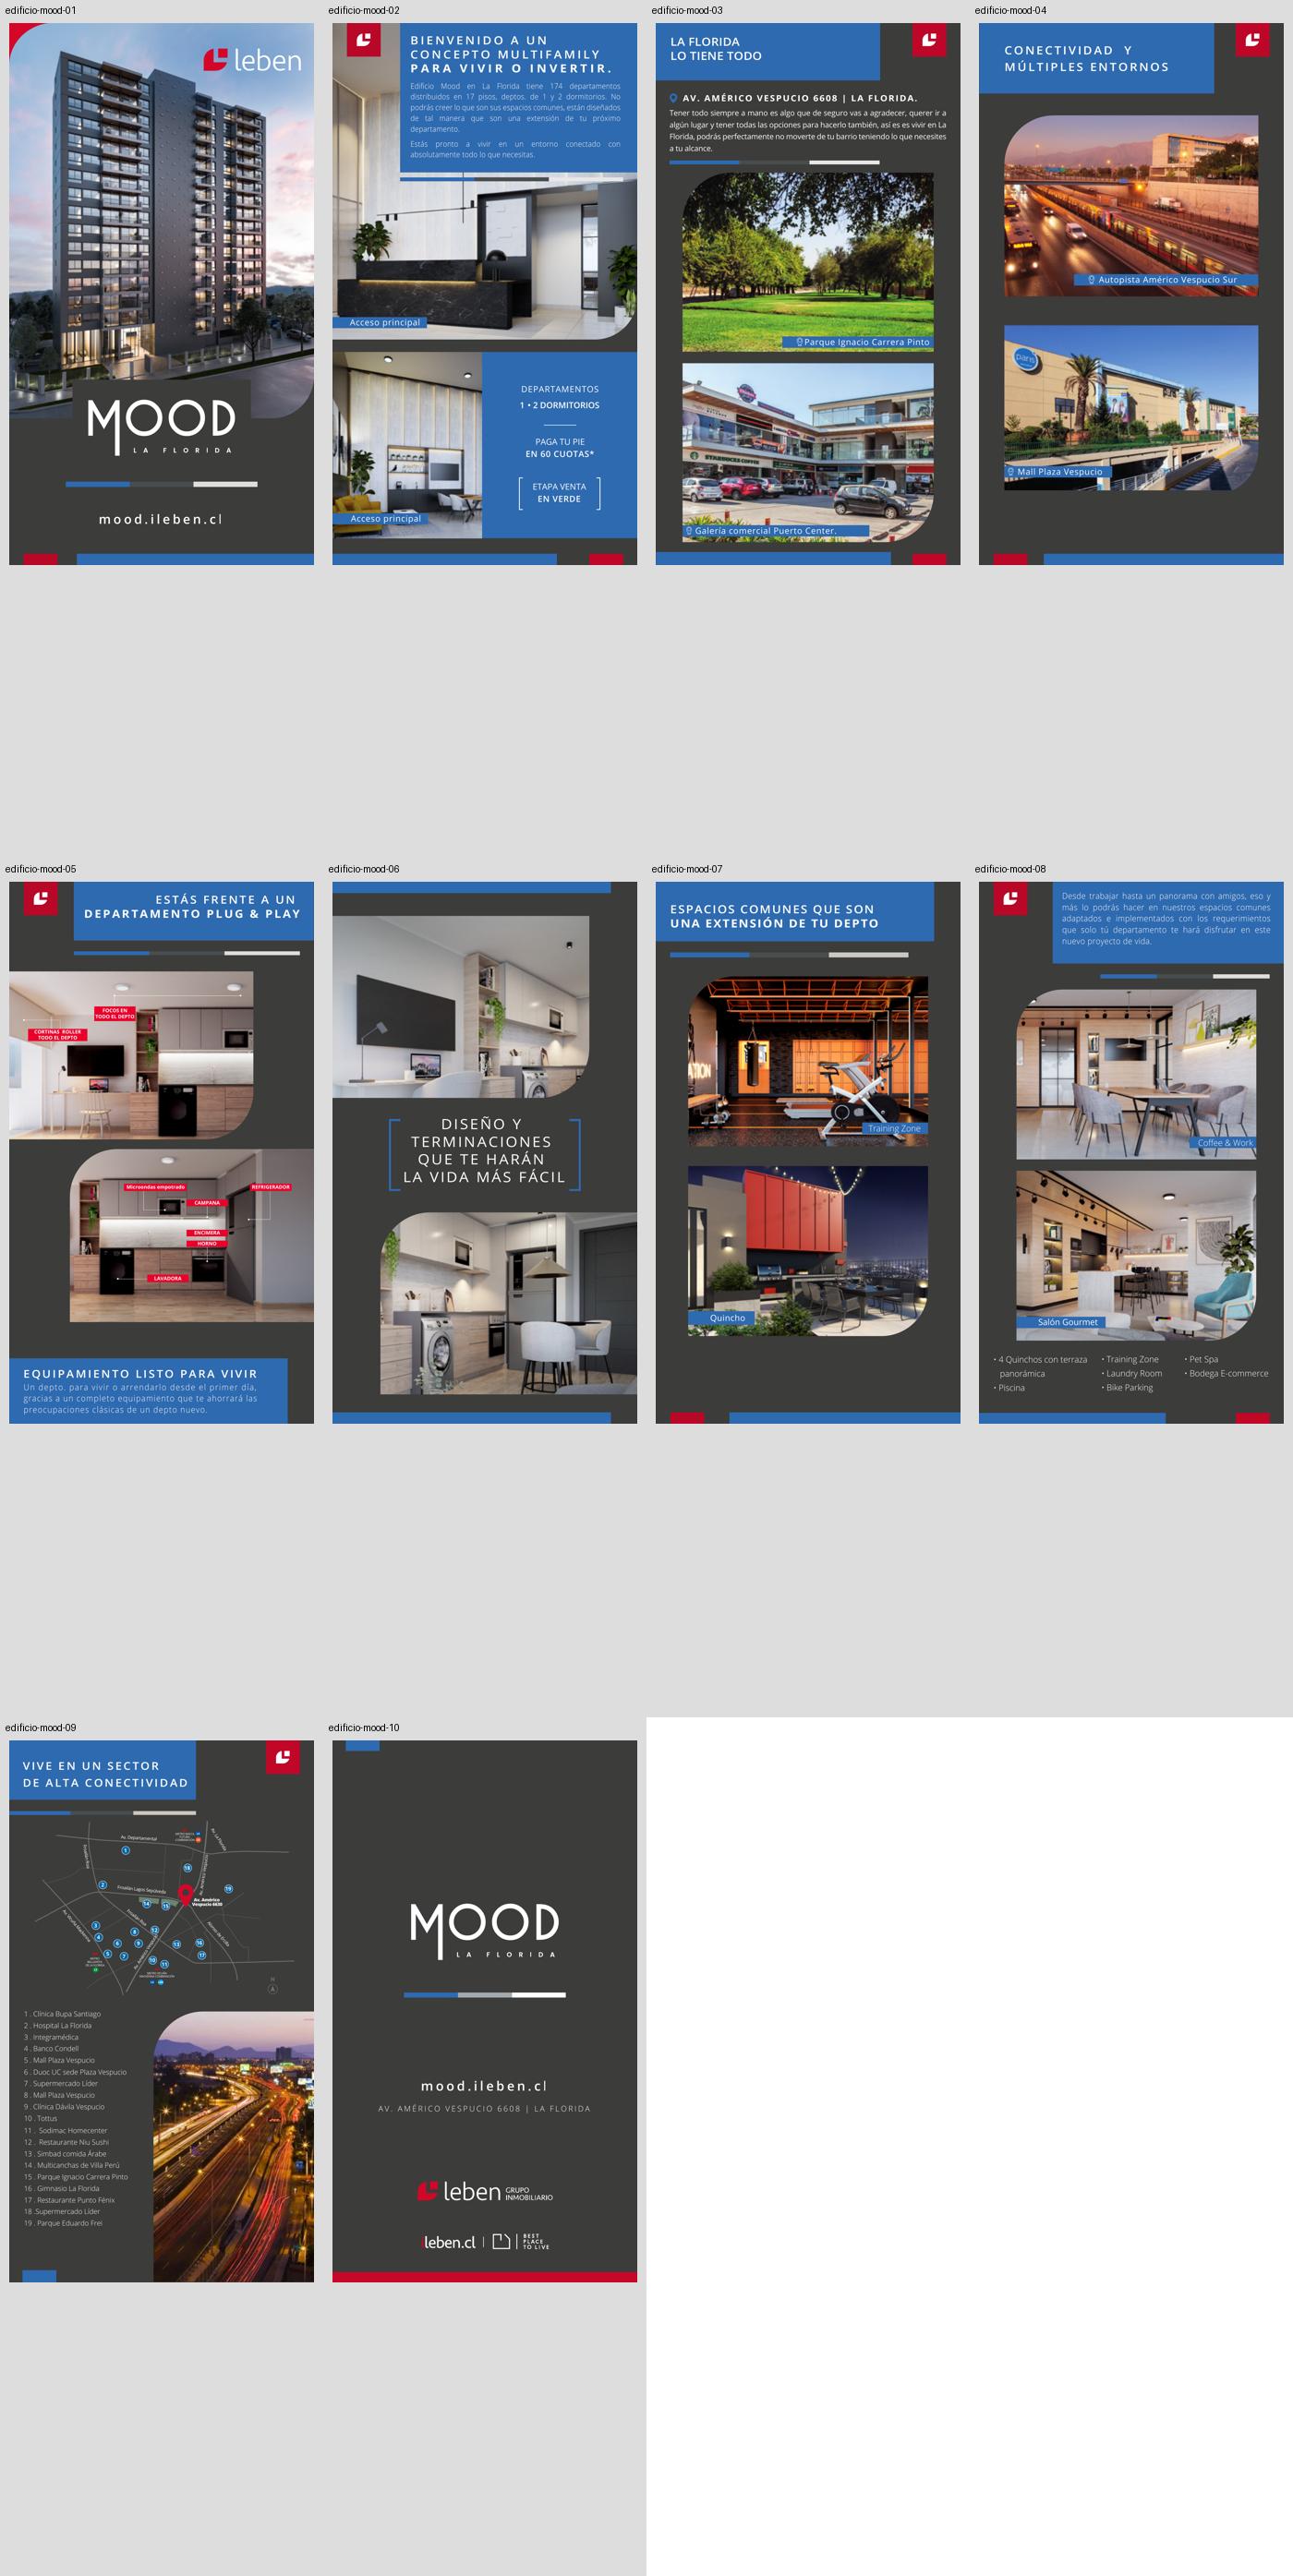 edificio-mood-01
leben
MOOD
LA FLORIDA
mood.ileben.cl
edificio-mood-02
BIENVENIDO A UN
CONCEPTO MULTIFAMILY
PARA VIVIR O INVERTIR.
Edificio Mood en La Florida tiene 174 departamentos
distribuidos en 17 pisos, deptos. de 1 y 2 dormitorios. No
podrás creer lo que son sus espacios comunes, están diseñados
de tal manera que son una extensión de tu próximo
departamento.
Estás pronto a vivir en un entorno conectado con
absolutamente todo lo que necesitas.
Acceso principal
DEPARTAMENTOS
1 • 2 DORMITORIOS
PAGA TU PIE
EN 60 CUOTAS*
ETAPA VENTA
EN VERDE
Acceso principal
edificio-mood-03
LA FLORIDA
LO TIENE TODO
AV. AMÉRICO VESPUCIO 6608 | LA FLORIDA.
Tener todo siempre a mano es algo que de seguro vas a agradecer, querer ir a
algún lugar y tener todas las opciones para hacerlo también, así es es vivir en La
Florida, podrás perfectamente no moverte de tu barrio teniendo lo que necesites
a tu alcance.
Parque Ignacio Carrera Pinto
STARBUCKS COFFEE
Galería comercial Puerto Center.
edificio-mood-04
CONECTIVIDAD Y
MÚLTIPLES ENTORNOS
Autopista Américo Vespucio Sur
paris
Mall Plaza Vespucio
edificio-mood-05
ESTÁS FRENTE A UN
DEPARTAMENTO PLUG & PLAY
FOCOS EN
TODO EL DEPTO
CORTINAS ROLLER
TODO EL DEPTO
Microondas empotrado
REFRIGERADOR
CAMPANA
ENCIMERA
HORNO
LAVADORA
EQUIPAMIENTO LISTO PARA VIVIR
Un depto. para vivir o arrendarlo desde el primer día,
gracias a un completo equipamiento que te ahorrará las
preocupaciones clásicas de un depto nuevo.
edificio-mood-06
DISEÑO Y
TERMINACIONES
QUE TE HARÁN
LA VIDA MÁS FÁCIL
edificio-mood-07
ESPACIOS COMUNES QUE SON
UNA EXTENSIÓN DE TU DEPTO
Training Zone
Quincho
edificio-mood-08
Desde trabajar hasta un panorama con amigos, eso y
más lo podrás hacer en nuestros espacios comunes
adaptados e implementados con los requerimientos
que solo tú departamento te hará disfrutar en este
nuevo proyecto de vida.
Coffee & Work
Salón Gourmet
• 4 Quinchos con terraza
panorámica
• Piscina
• Training Zone
• Laundry Room
• Bike Parking
• Pet Spa
• Bodega E-commerce
edificio-mood-09
VIVE EN UN SECTOR
DE ALTA CONECTIVIDAD
Av. Departamental
Av. La Florida
Froilán Lagos Sepúlveda
Av. Américo
Vespucio 6630
1 . Clínica Bupa Santiago
2 . Hospital La Florida
3 . Integramédica
4 . Banco Condell
5 . Mall Plaza Vespucio
6 . Duoc UC sede Plaza Vespucio
7 . Supermercado Líder
8 . Mall Plaza Vespucio
9 . Clínica Dávila Vespucio
10 . Tottus
11 . Sodimac Homecenter
12 . Restaurante Niu Sushi
13 . Simbad comida Árabe
14 . Multicanchas de Villa Perú
15 . Parque Ignacio Carrera Pinto
16 . Gimnasio La Florida
17 . Restaurante Punto Fénix
18 .Supermercado Líder
19 . Parque Eduardo Frei
edificio-mood-10
MOOD
LA FLORIDA
mood.ileben.cl
AV. AMÉRICO VESPUCIO 6608 | LA FLORIDA
leben GRUPO
INMOBILIARIO
ileben.cl
BEST
PLACE
TO LIVE